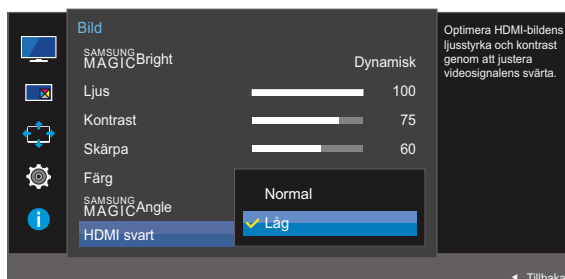 Bild
SAMSUNG MAGICBright Dynamisk
Ljus 100
Kontrast 75
Skärpa 60
Färg
SAMSUNG MAGICAngle
HDMI svart
Normal
Låg
Optimera HDMI-bildens
ljusstyrka och kontrast
genom att justera
videosignalens svärta.
Tillbaka